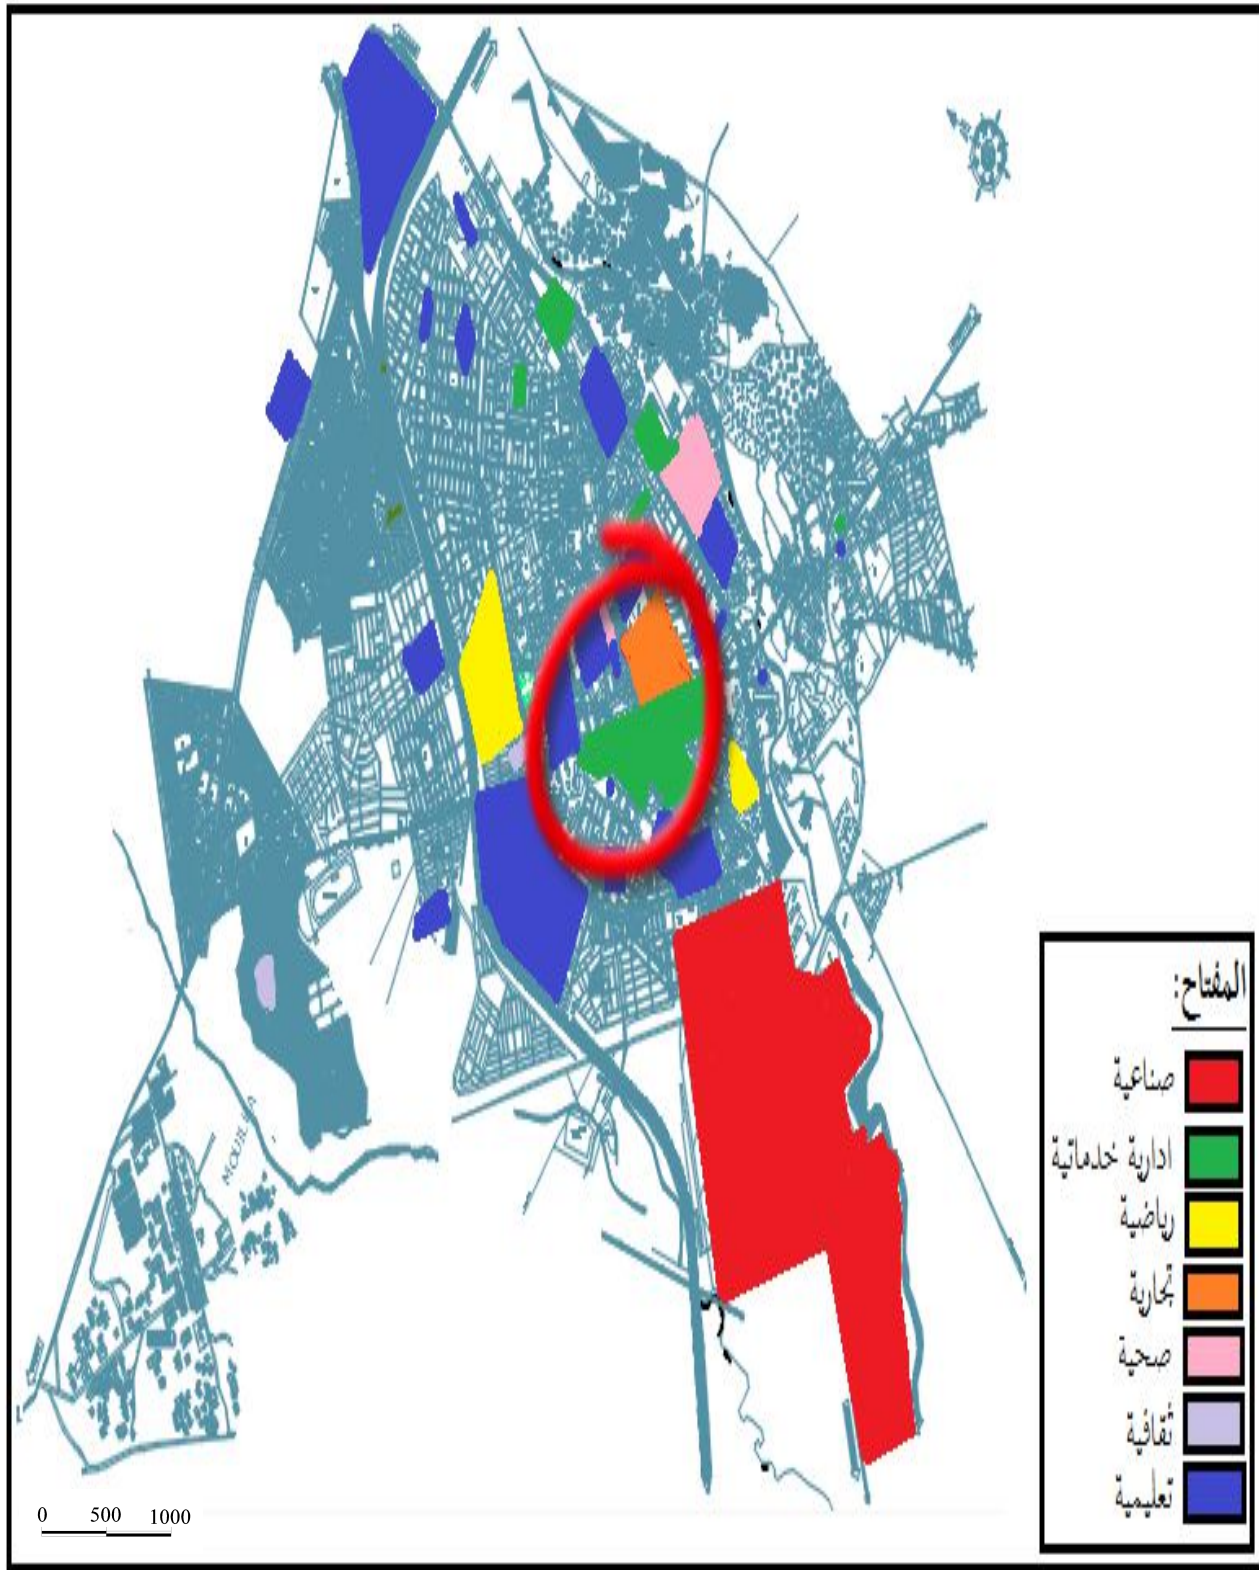 المفتاح:
صناعية
ادارية خدماتية
رياضية
تجارية
صحية
ثقافية
تعليمية
0 500 1000